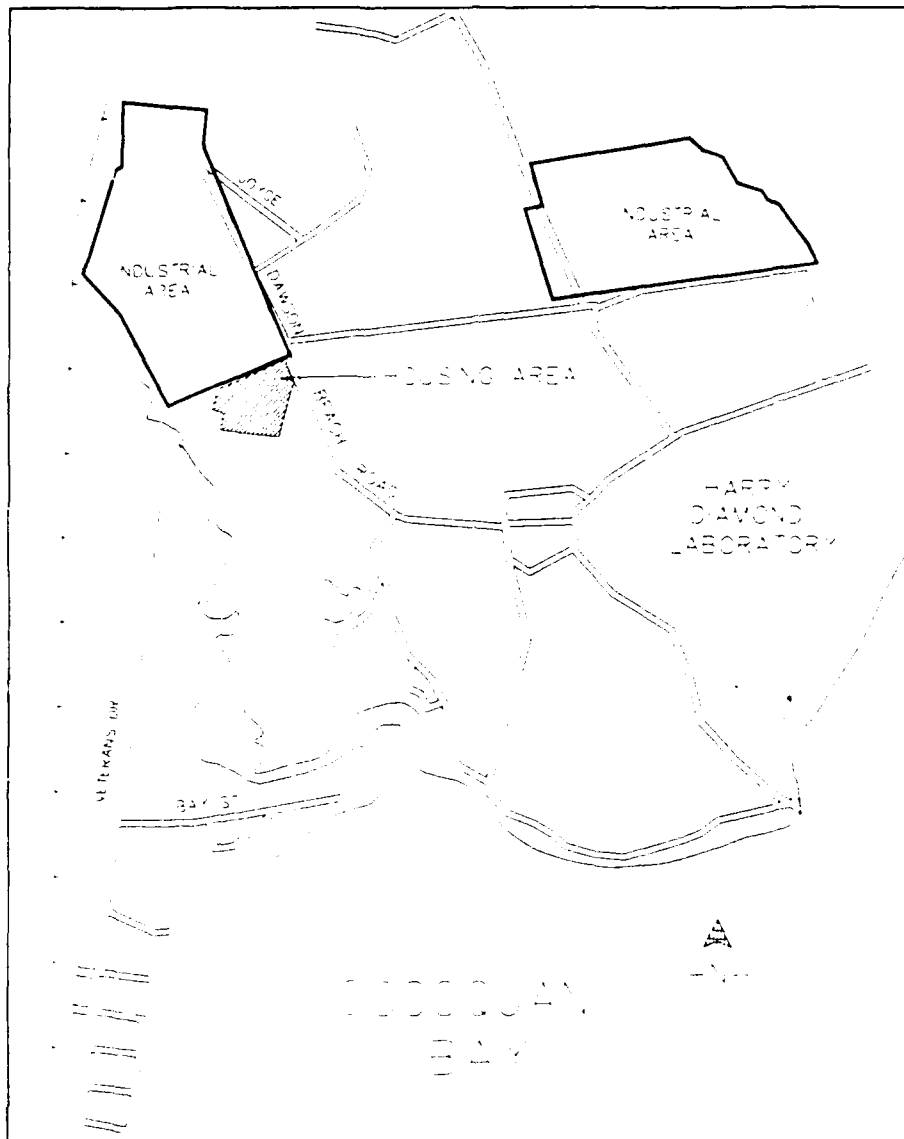 JOYCE
INDUSTRIAL
AREA
INDUSTRIAL
AREA
DAWSON
BEACH
ROAD
HOUSING AREA
HARRY
DIAMOND
LABORATORY
VETERANS DR
BAY ST
-N-
BAY